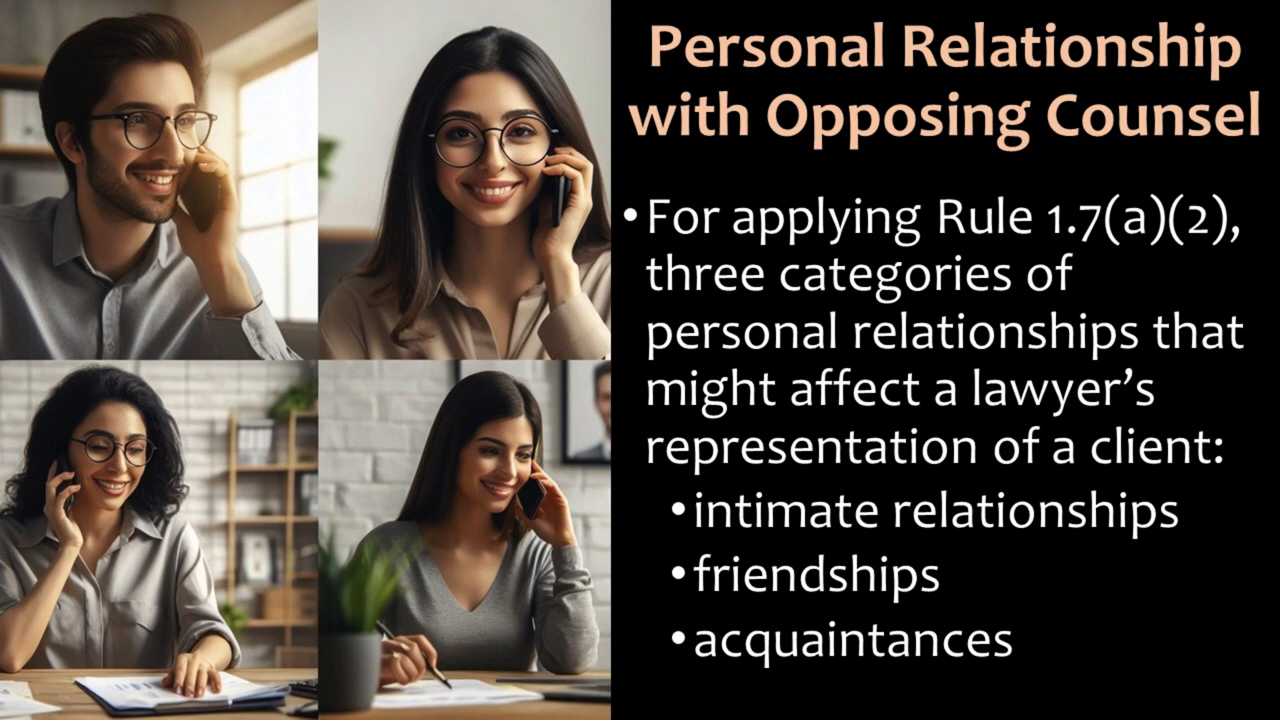 Personal Relationship
with Opposing Counsel
• For applying Rule 1.7(a)(2),
three categories of
personal relationships that
might affect a lawyer’s
representation of a client:
• intimate relationships
• friendships
• acquaintances